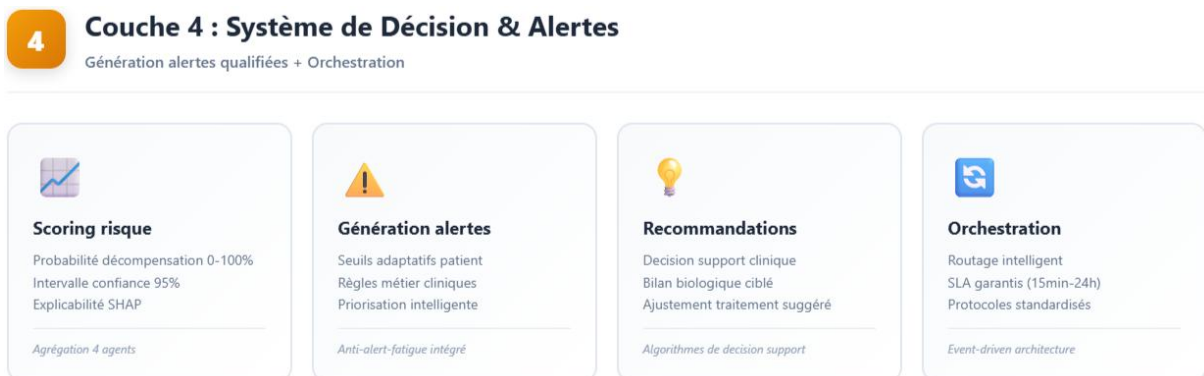 4
Couche 4 : Système de Décision & Alertes
Génération alertes qualifiées + Orchestration
Scoring risque
Probabilité décompensation 0-100%
Intervalle confiance 95%
Explicabilité SHAP
Agrégation 4 agents
Génération alertes
Seuils adaptatifs patient
Règles métier cliniques
Priorisation intelligente
Anti-alert-fatigue intégré
Recommandations
Decision support clinique
Bilan biologique ciblé
Ajustement traitement suggéré
Algorithmes de decision support
Orchestration
Routage intelligent
SLA garantis (15min-24h)
Protocoles standardisés
Event-driven architecture